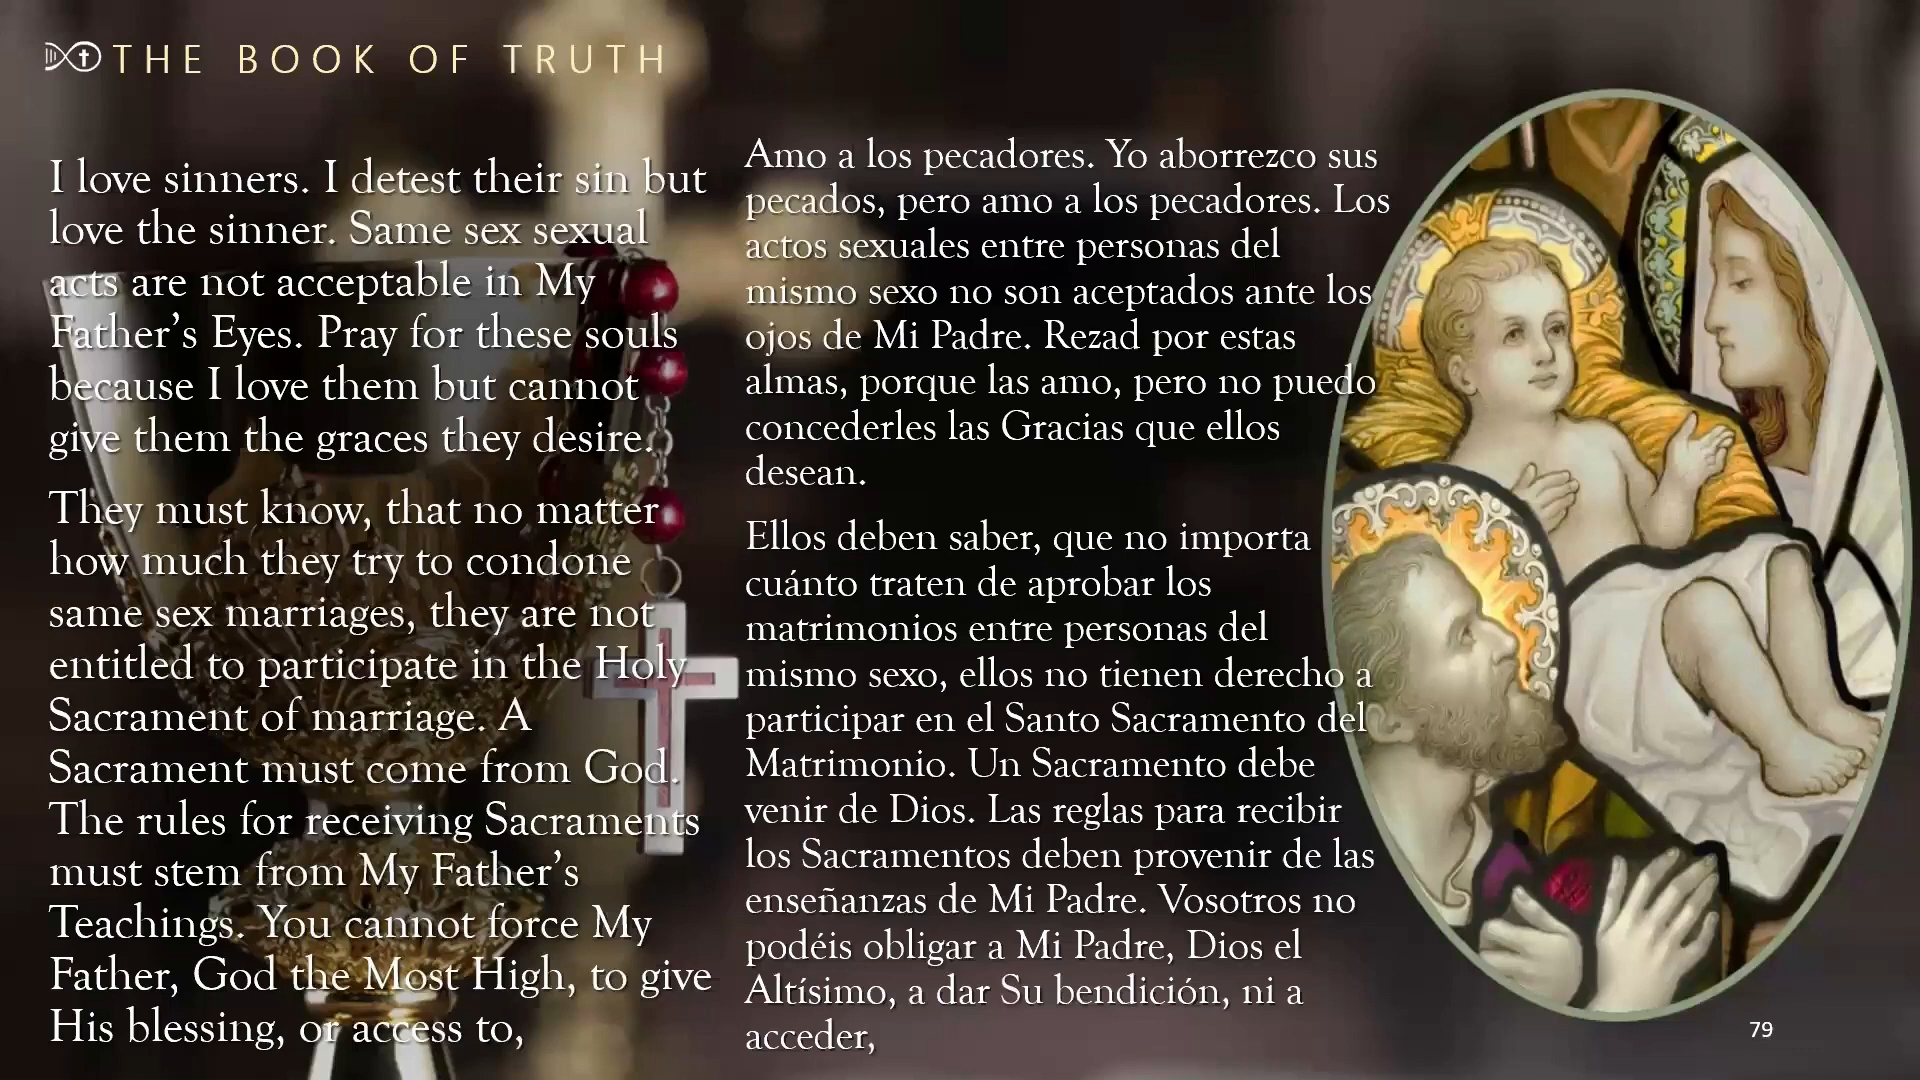 THE BOOK OF TRUTH
I love sinners. I detest their sin but
love the sinner. Same sex sexual
acts are not acceptable in My
Father's Eyes. Pray for these souls
because I love them but cannot
give them the graces they desire.
They must know, that no matter
how much they try to condone
same sex marriages, they are not
entitled to participate in the Holy
Sacrament of marriage. A
Sacrament must come from God.
The rules for receiving Sacraments
must stem from My Father's
Teachings. You cannot force My
Father, God the Most High, to give
His blessing, or access to,
Amo a los pecadores. Yo aborrezco sus
pecados, pero amo a los pecadores. Los
actos sexuales entre personas del
mismo sexo no son aceptados ante los
ojos de Mi Padre. Rezad por estas
almas, porque las amo, pero no puedo
concederles las Gracias que ellos
desean.
Ellos deben saber, que no importa
cuánto traten de aprobar los
matrimonios entre personas del
mismo sexo, ellos no tienen derecho a
participar en el Santo Sacramento del
Matrimonio. Un Sacramento debe
venir de Dios. Las reglas para recibir
los Sacramentos deben provenir de las
enseñanzas de Mi Padre. Vosotros no
podéis obligar a Mi Padre, Dios el
Altísimo, a dar Su bendición, ni a
acceder,
79